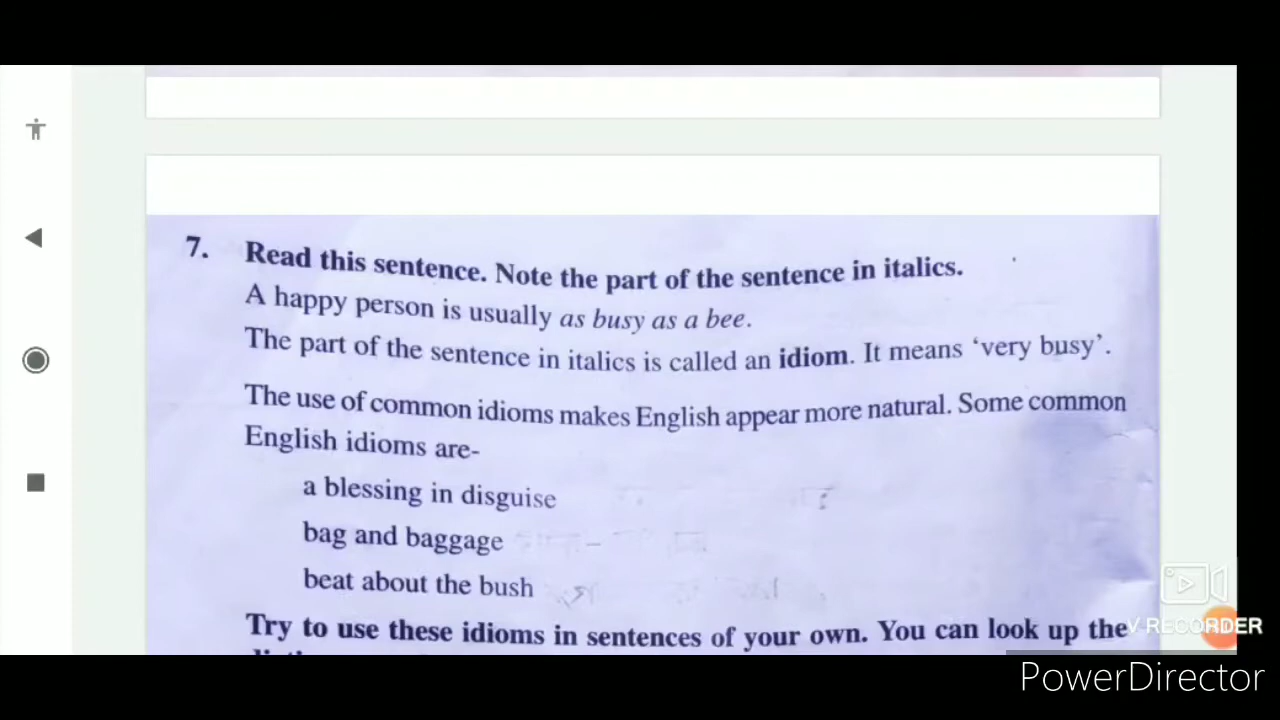 7. Read this sentence. Note the part of the sentence in italics.
A happy person is usually as busy as a bee.
The part of the sentence in italics is called an idiom. It means ‘very busy’.
The use of common idioms makes English appear more natural. Some common
English idioms are-
a blessing in disguise
bag and baggage
beat about the bush
Try to use these idioms in sentences of your own. You can look up the
V RECORDER
PowerDirector